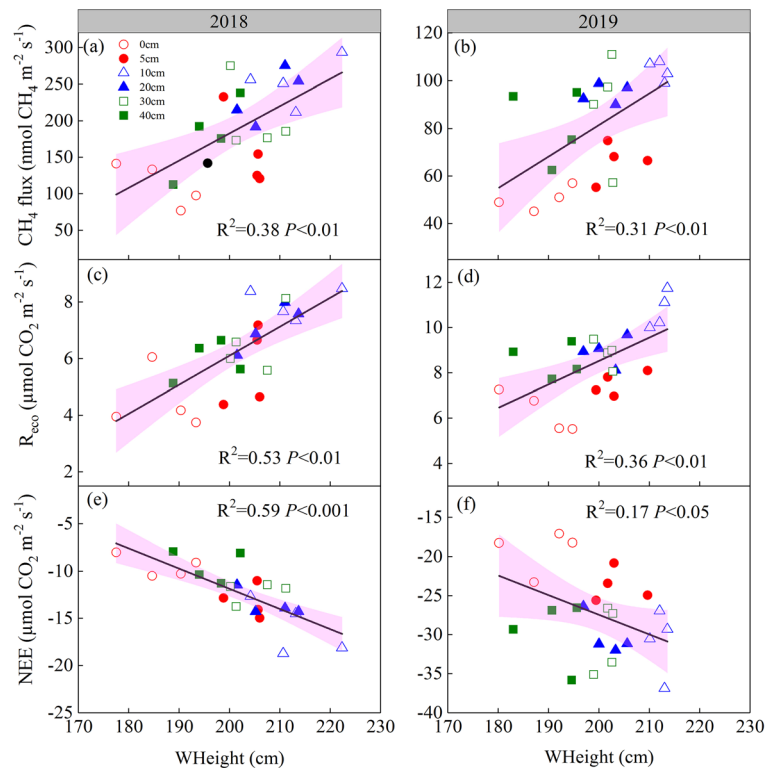 2018
2019
(a)
0cm
5cm
10cm
20cm
30cm
40cm
R²=0.38 P<0.01
CH₄ flux (nmol CH₄ m⁻² s⁻¹)
300
250
200
150
100
50
(b)
R²=0.31 P<0.01
120
100
80
60
40
(c)
R²=0.53 P<0.01
Reco (μmol CO₂ m⁻² s⁻¹)
8
6
4
2
(d)
R²=0.36 P<0.01
12
10
8
6
4
(e)
R²=0.59 P<0.001
NEE (μmol CO₂ m⁻² s⁻¹)
-5
-10
-15
-20
-25
170 180 190 200 210 220 230
WHeight (cm)
(f)
R²=0.17 P<0.05
-15
-20
-25
-30
-35
-40
170 180 190 200 210 220 230
WHeight (cm)